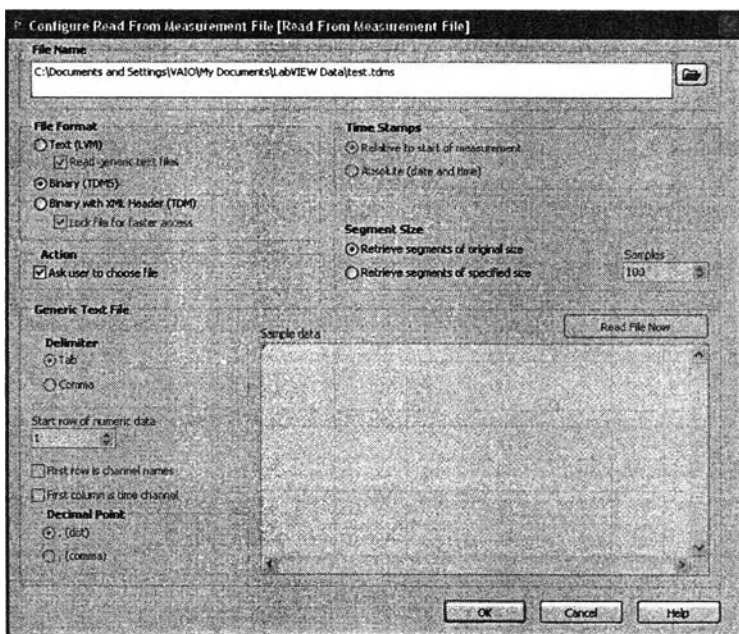 Configure Read From Measurement File [Read From Measurement File]
File Name
C:\Documents and Settings\VAIO\My Documents\LabVIEW Data\test.tdms
File Format
Text (LVM)
Read generic text files
Binary (TDMS)
Binary with XML Header (TDM)
Lock file for faster access
Action
Ask user to choose file
Time Stamps
Relative to start of measurement
Absolute (date and time)
Segment Size
Retrieve segments of original size
Retrieve segments of specified size
Samples
100
Generic Text File
Delimiter
Tab
Comma
Start row of numeric data
1
First row is channel names
First column is time channel
Decimal Point
. (dot)
, (comma)
Sample data
Read File Now
OK
Cancel
Help